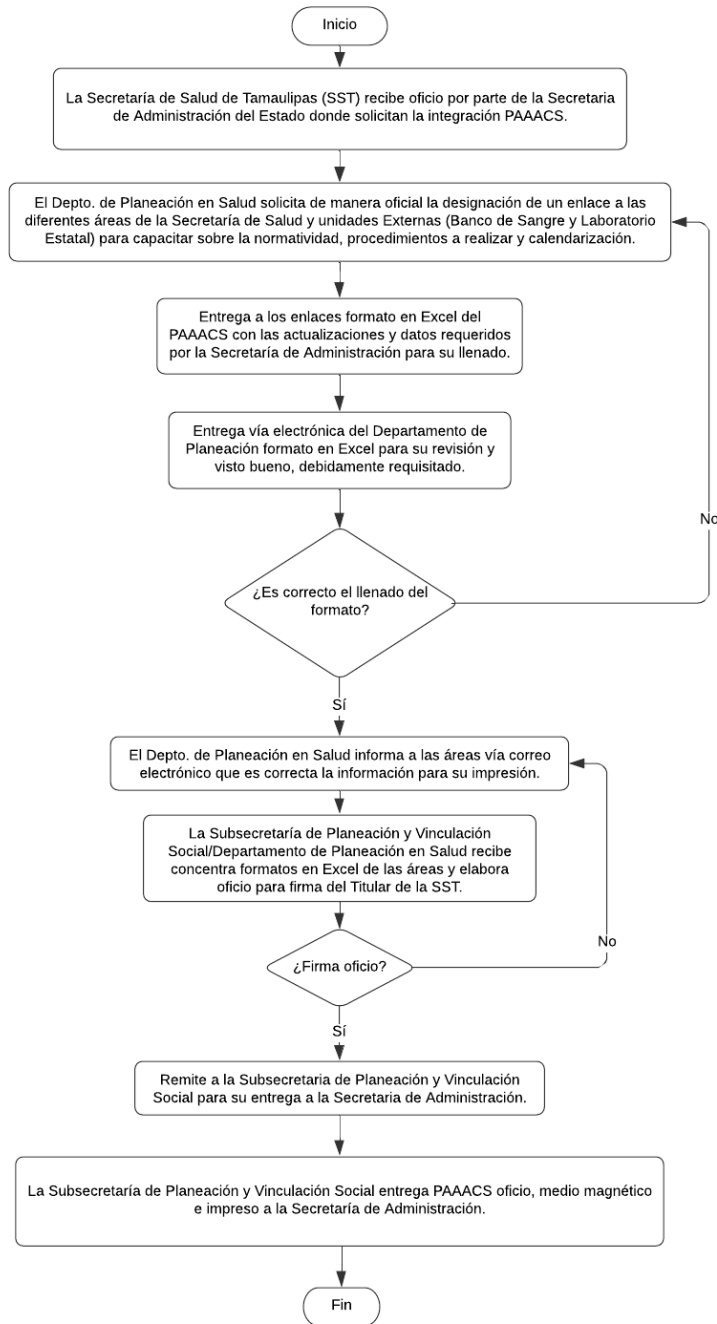 Inicio
La Secretaría de Salud de Tamaulipas (SST) recibe oficio por parte de la Secretaria
de Administración del Estado donde solicitan la integración PAAACS.
El Depto. de Planeación en Salud solicita de manera oficial la designación de un enlace a las
diferentes áreas de la Secretaría de Salud y unidades Externas (Banco de Sangre y Laboratorio
Estatal) para capacitar sobre la normatividad, procedimientos a realizar y calendarización.
Entrega a los enlaces formato en Excel del
PAAACS con las actualizaciones y datos requeridos
por la Secretaría de Administración para su llenado.
Entrega vía electrónica del Departamento de
Planeación formato en Excel para su revisión y
visto bueno, debidamente requisitado.
¿Es correcto el llenado del
formato?
No
Sí
El Depto. de Planeación en Salud informa a las áreas vía correo
electrónico que es correcta la información para su impresión.
La Subsecretaría de Planeación y Vinculación
Social/Departamento de Planeación en Salud recibe
concentra formatos en Excel de las áreas y elabora
oficio para firma del Titular de la SST.
¿Firma oficio?
No
Sí
Remite a la Subsecretaria de Planeación y Vinculación
Social para su entrega a la Secretaria de Administración.
La Subsecretaría de Planeación y Vinculación Social entrega PAAACS oficio, medio magnético
e impreso a la Secretaría de Administración.
Fin